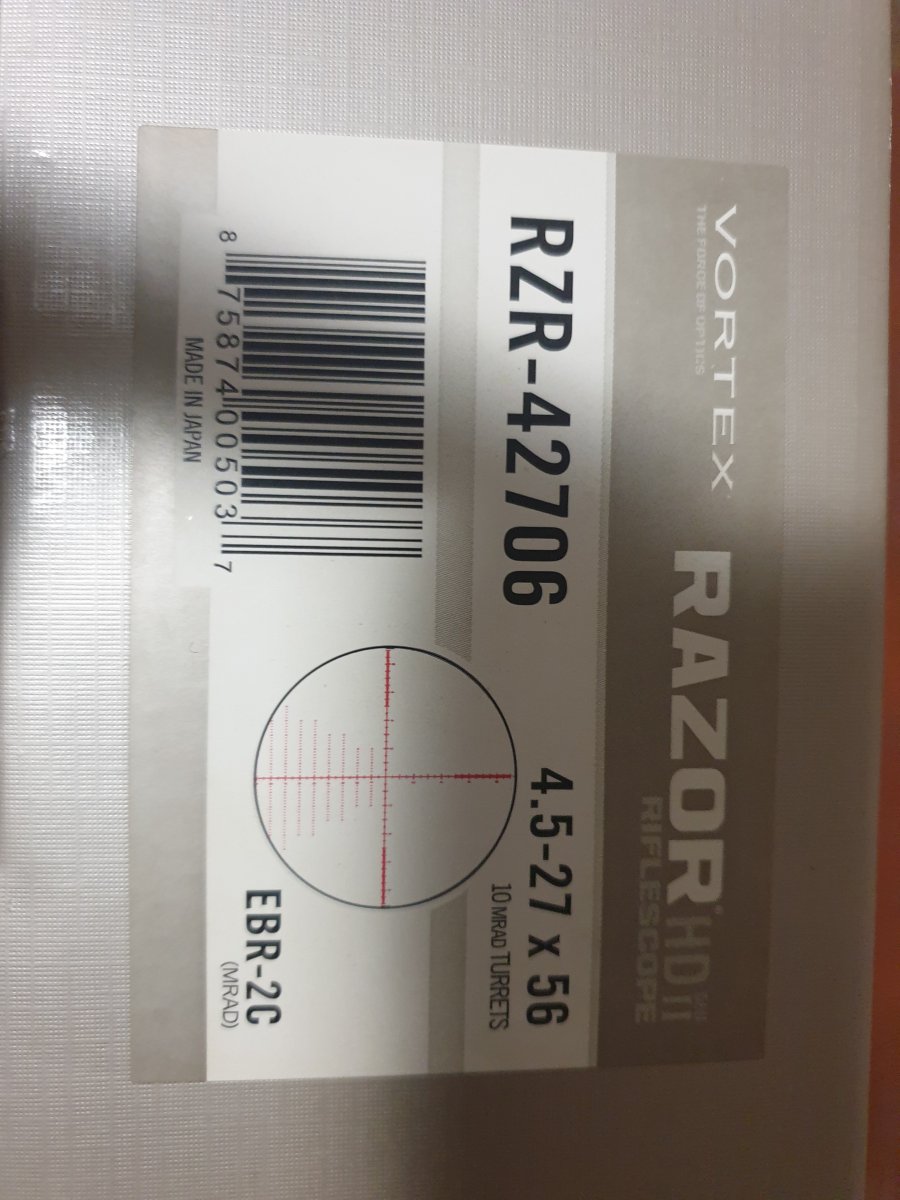 VORTEX RAZOR HD GEN II
THE FORCE OF OPTICS
RIFLESCOPE
RZR-42706
4.5-27 x 56
10 MRAD TURRETS
8 75874 00503 7
MADE IN JAPAN
EBR-2C
(MRAD)